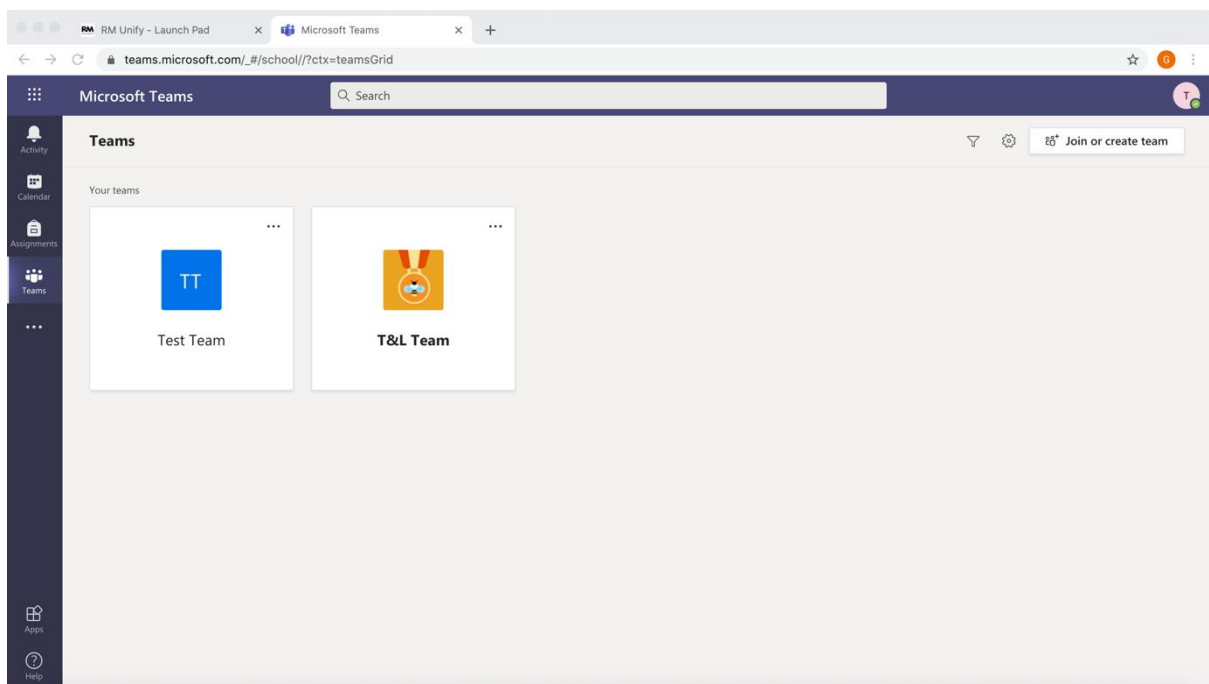 RM RM Unify - Launch Pad
Microsoft Teams
teams.microsoft.com/_#/school//?ctx=teamsGrid
G
Microsoft Teams
Search
T
Activity
Calendar
Assignments
Teams
Apps
Help
Teams
Join or create team
Your teams
TT
Test Team
T&L Team